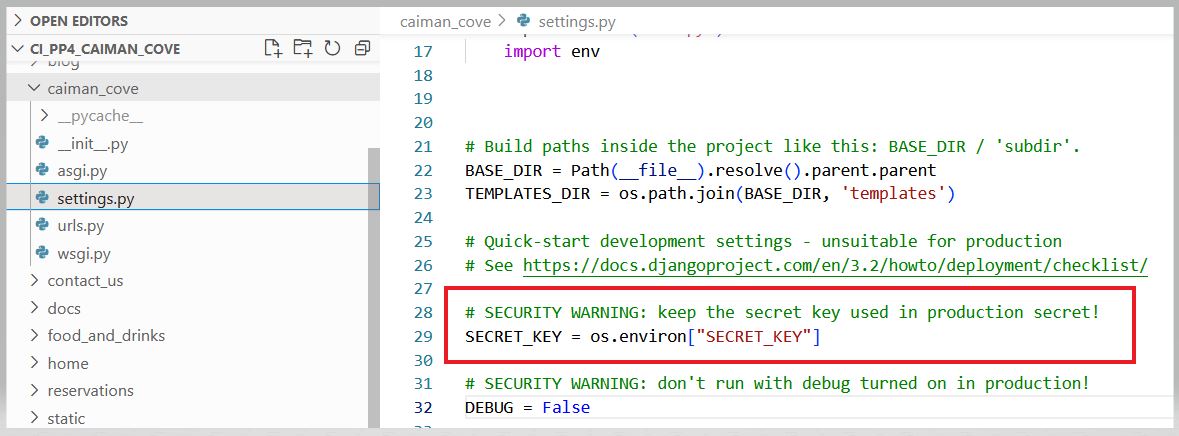 OPEN EDITORS
CI_PP4_CAIMAN_COVE
blog
caiman_cove
__pycache__
__init__.py
asgi.py
settings.py
urls.py
wsgi.py
contact_us
docs
food_and_drinks
home
reservations
static
caiman_cove > settings.py
17 import env
18
19
20
21 # Build paths inside the project like this: BASE_DIR / 'subdir'.
22 BASE_DIR = Path(__file__).resolve().parent.parent
23 TEMPLATES_DIR = os.path.join(BASE_DIR, 'templates')
24
25 # Quick-start development settings - unsuitable for production
26 # See https://docs.djangoproject.com/en/3.2/howto/deployment/checklist/
27
28 # SECURITY WARNING: keep the secret key used in production secret!
29 SECRET_KEY = os.environ["SECRET_KEY"]
30
31 # SECURITY WARNING: don't run with debug turned on in production!
32 DEBUG = False